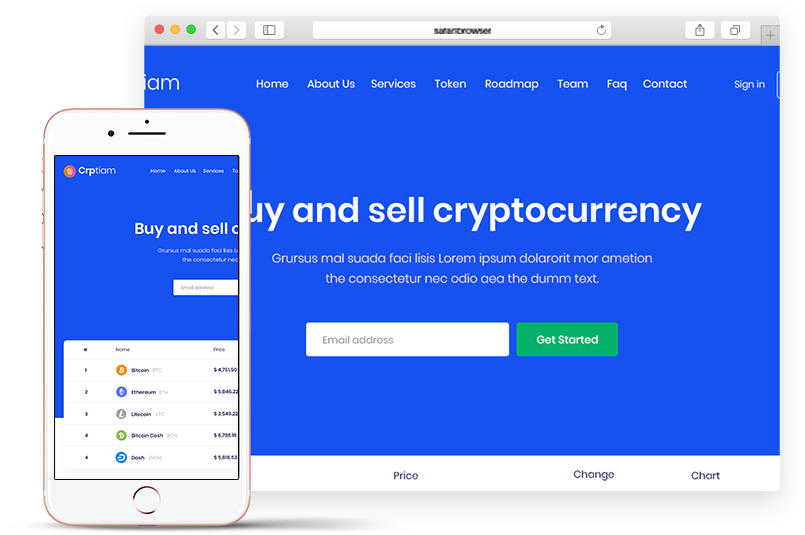 safaribrowser
iam
Home About Us Services Token Roadmap Team Faq Contact Sign in
uy and sell cryptocurrency
Grursus mal suada faci lisis Lorem ipsum dolarorit mor ametion
the consectetur nec odio aea the dumm text.
Email address Get Started
Price Change Chart
Crptiam
Home About Us Services To
Buy and sell c
Grursus mal suada faci lisis Lo
the consectetur nec
Email address
# Name Price
1 Bitcoin BTC $ 4,751.50
2 Ethereum ETH $ 5,846.22
3 Litecoin LTC $ 3,549.22
4 Bitcoin Cash BCH $ 6,798.16
4 Dash DASH $ 5,816.53